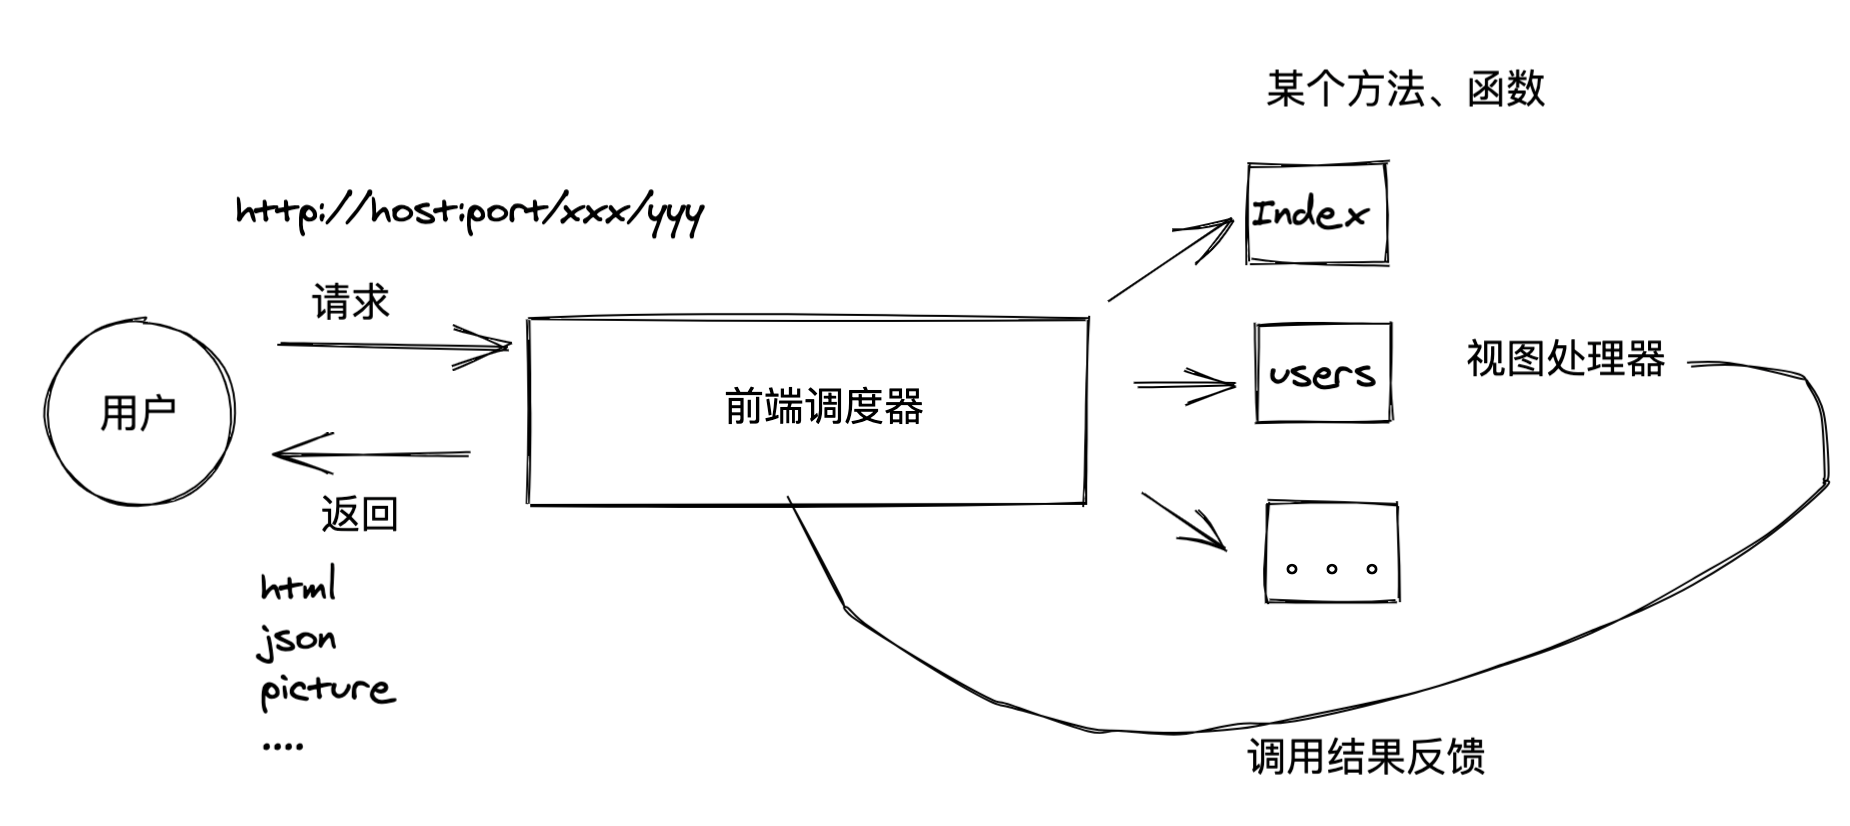 某个方法、函数
http://host:port/xxx/yyy
Index
请求
用户
前端调度器
users
视图处理器
返回
html
json
picture
....
调用结果反馈